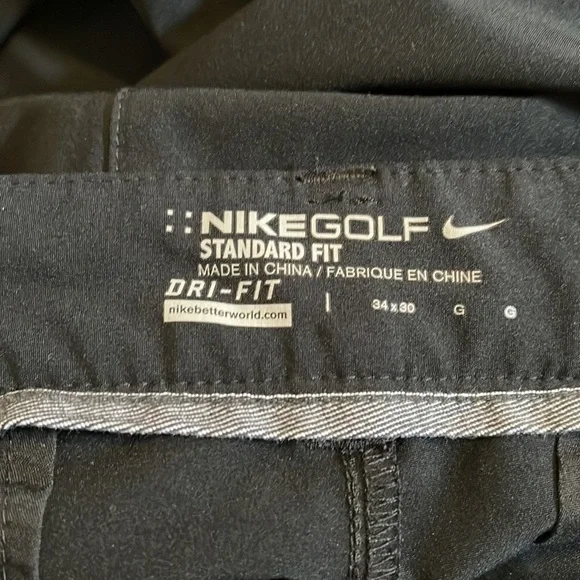 NIKEGOLF
STANDARD FIT
MADE IN CHINA / FABRIQUE EN CHINE
DRI-FIT
nikebetterworld.com
34 x 30 G G